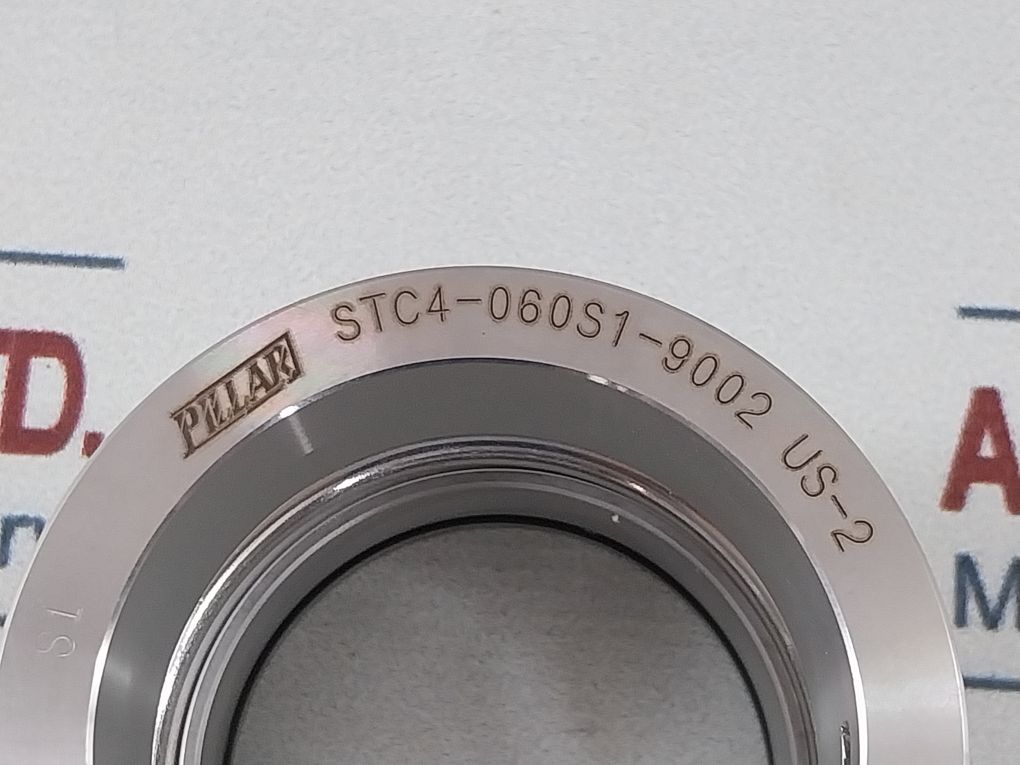 PILLAR
STC4-060S1-9002 US-2
S1
D.
A
M